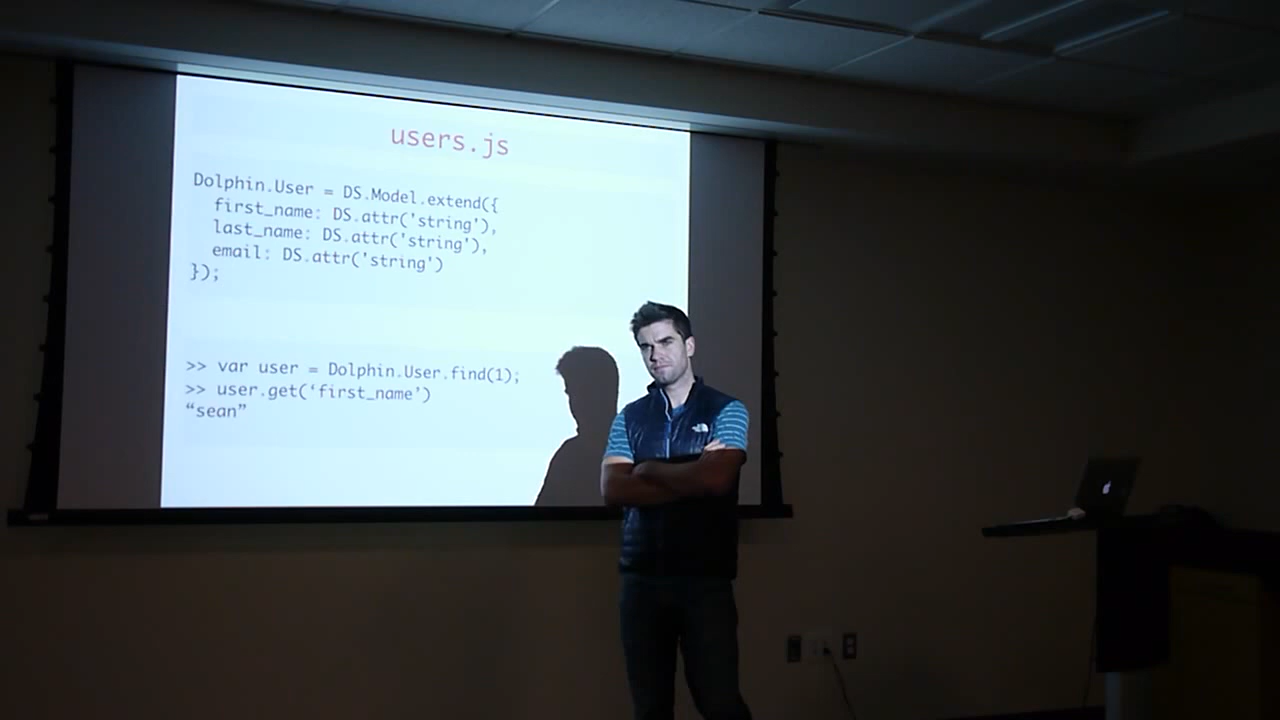 users.js
Dolphin.User = DS.Model.extend({
  first_name: DS.attr('string'),
  last_name: DS.attr('string'),
  email: DS.attr('string')
});
>> var user = Dolphin.User.find(1);
>> user.get(‘first_name’)
“sean”